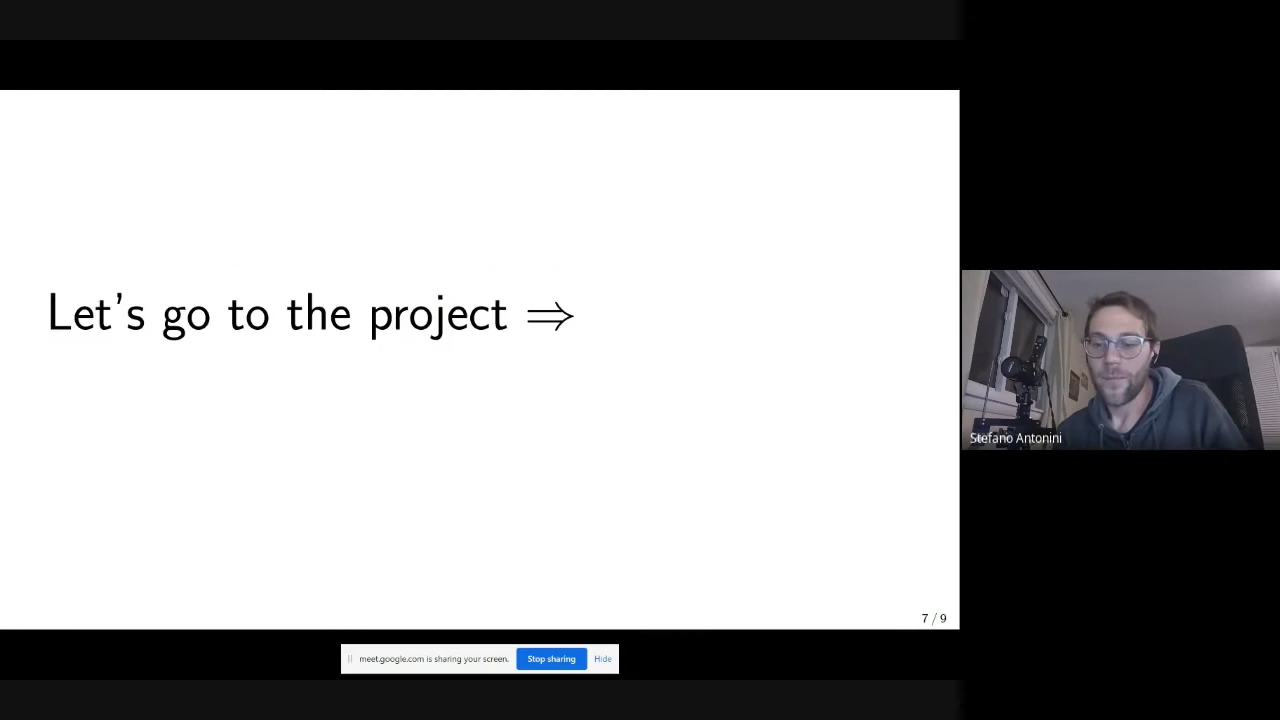 Let's go to the project ⇒
7 / 9
Stefano Antonini
meet.google.com is sharing your screen. Stop sharing Hide